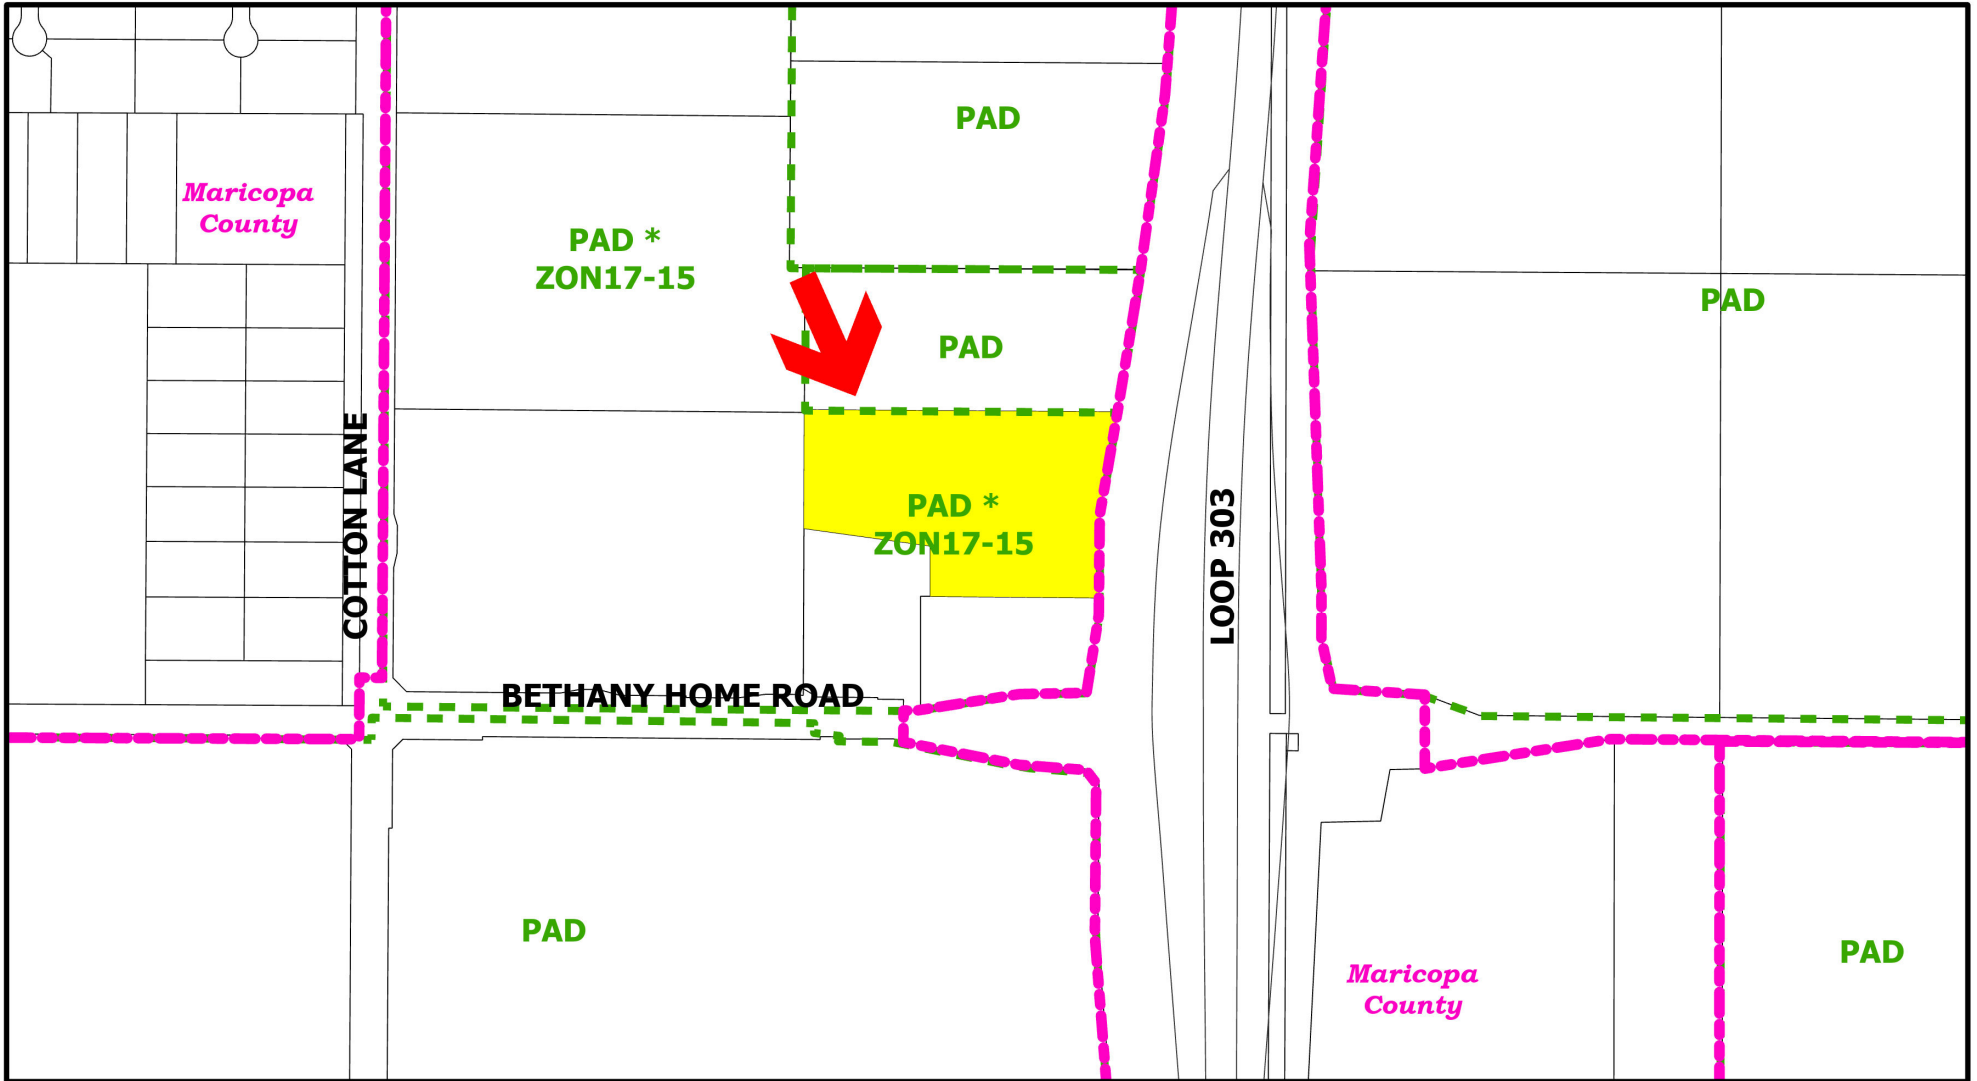 PAD
Maricopa
County
PAD *
ZON17-15
PAD
PAD
COTTON LANE
PAD *
ZON17-15
LOOP 303
BETHANY HOME ROAD
PAD
Maricopa
County
PAD